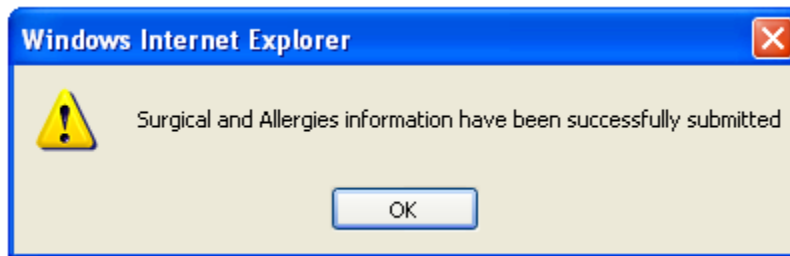 Windows Internet Explorer
Surgical and Allergies information have been successfully submitted
OK